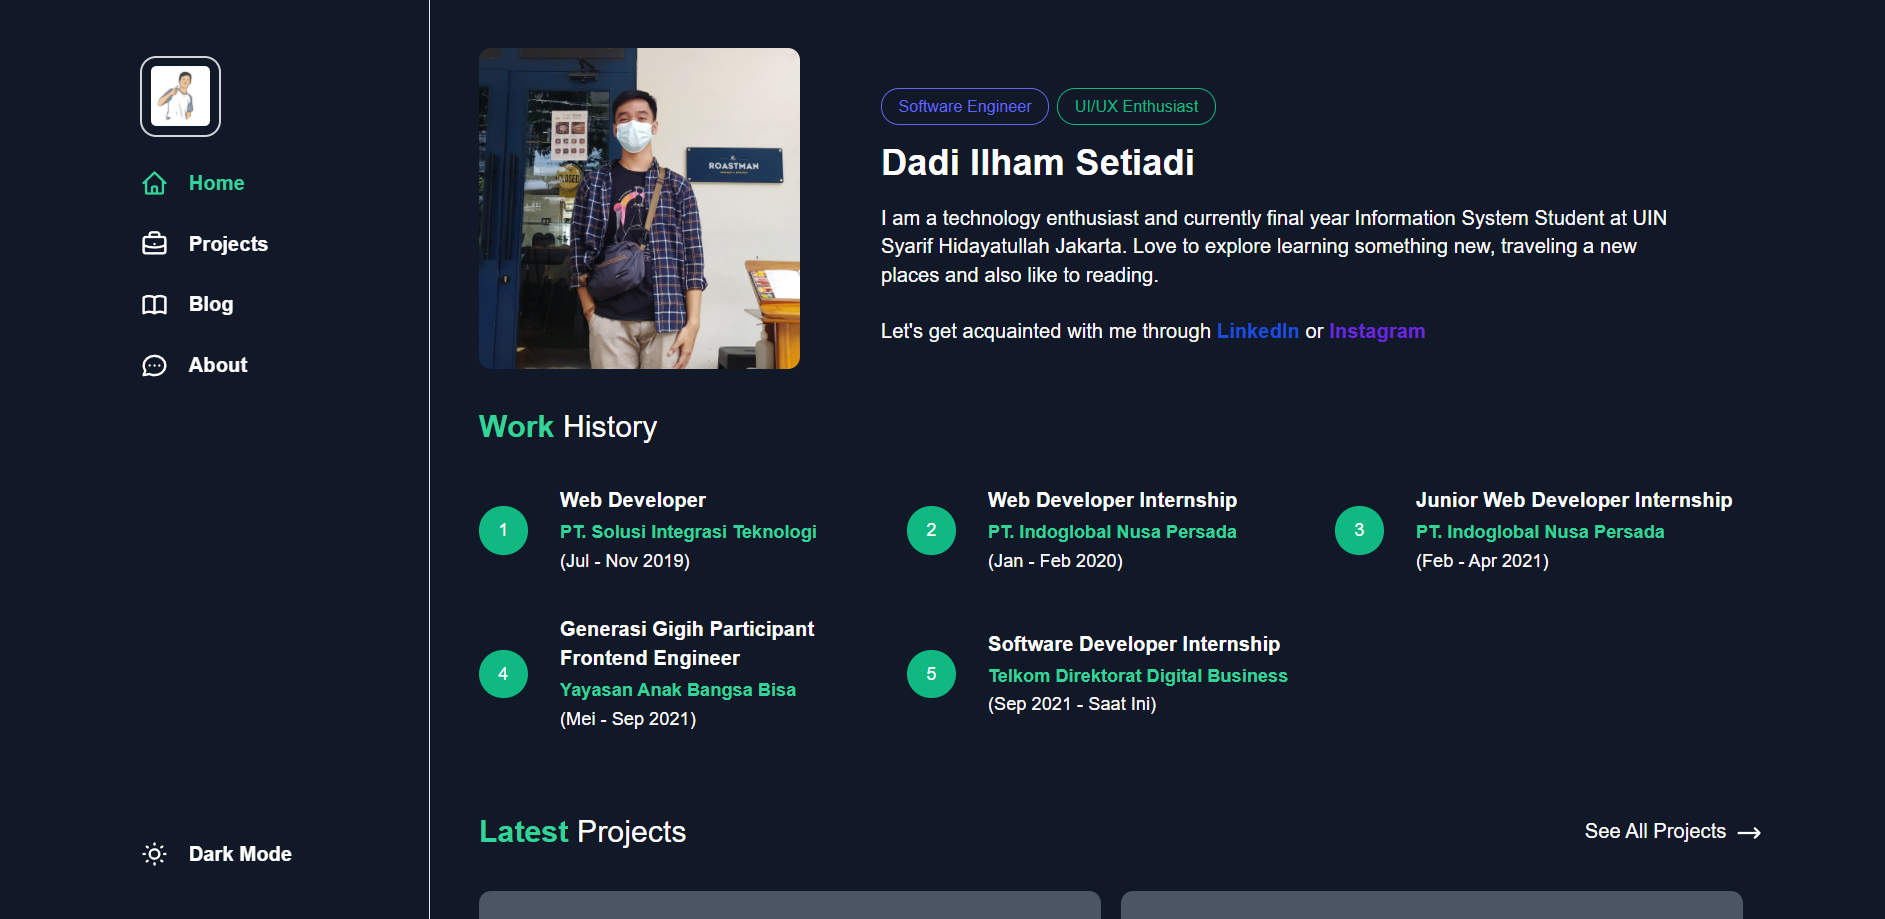 Home
Projects
Blog
About
Dark Mode
ROASTMAN
CLOSED
Software Engineer
UI/UX Enthusiast
Dadi Ilham Setiadi
I am a technology enthusiast and currently final year Information System Student at UIN
Syarif Hidayatullah Jakarta. Love to explore learning something new, traveling a new
places and also like to reading.
Let's get acquainted with me through LinkedIn or Instagram
Work History
1
Web Developer
PT. Solusi Integrasi Teknologi
(Jul - Nov 2019)
2
Web Developer Internship
PT. Indoglobal Nusa Persada
(Jan - Feb 2020)
3
Junior Web Developer Internship
PT. Indoglobal Nusa Persada
(Feb - Apr 2021)
4
Generasi Gigih Participant
Frontend Engineer
Yayasan Anak Bangsa Bisa
(Mei - Sep 2021)
5
Software Developer Internship
Telkom Direktorat Digital Business
(Sep 2021 - Saat Ini)
Latest Projects
See All Projects